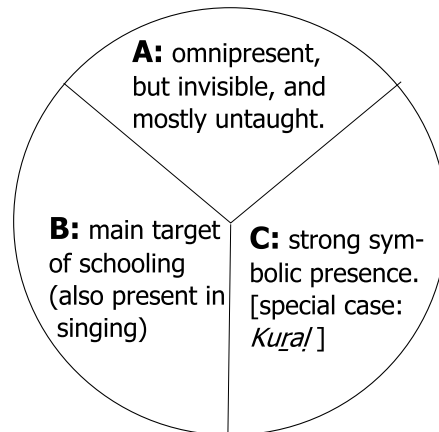 A: omnipresent,
but invisible, and
mostly untaught.
B: main target
of schooling
(also present in
singing)
C: strong sym-
bolic presence.
[special case:
Kuṟaḷ ]